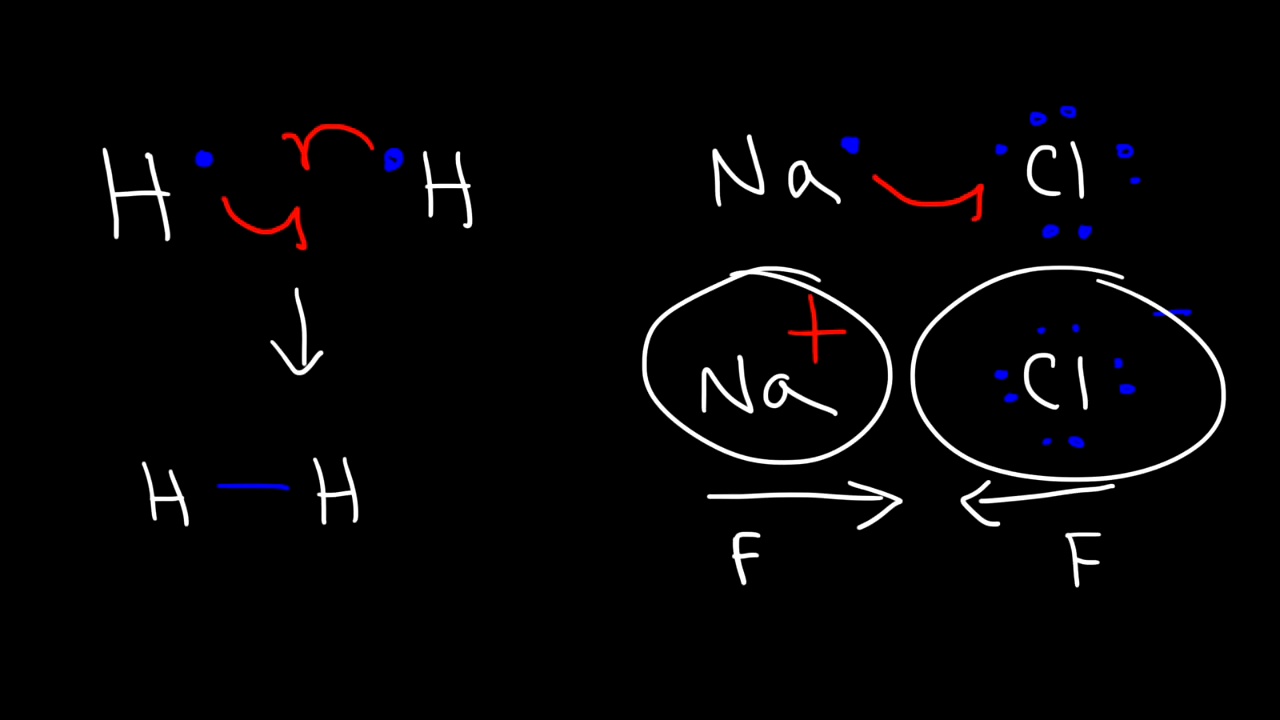 H H
H — H
Na Cl
Na + Cl −
F F